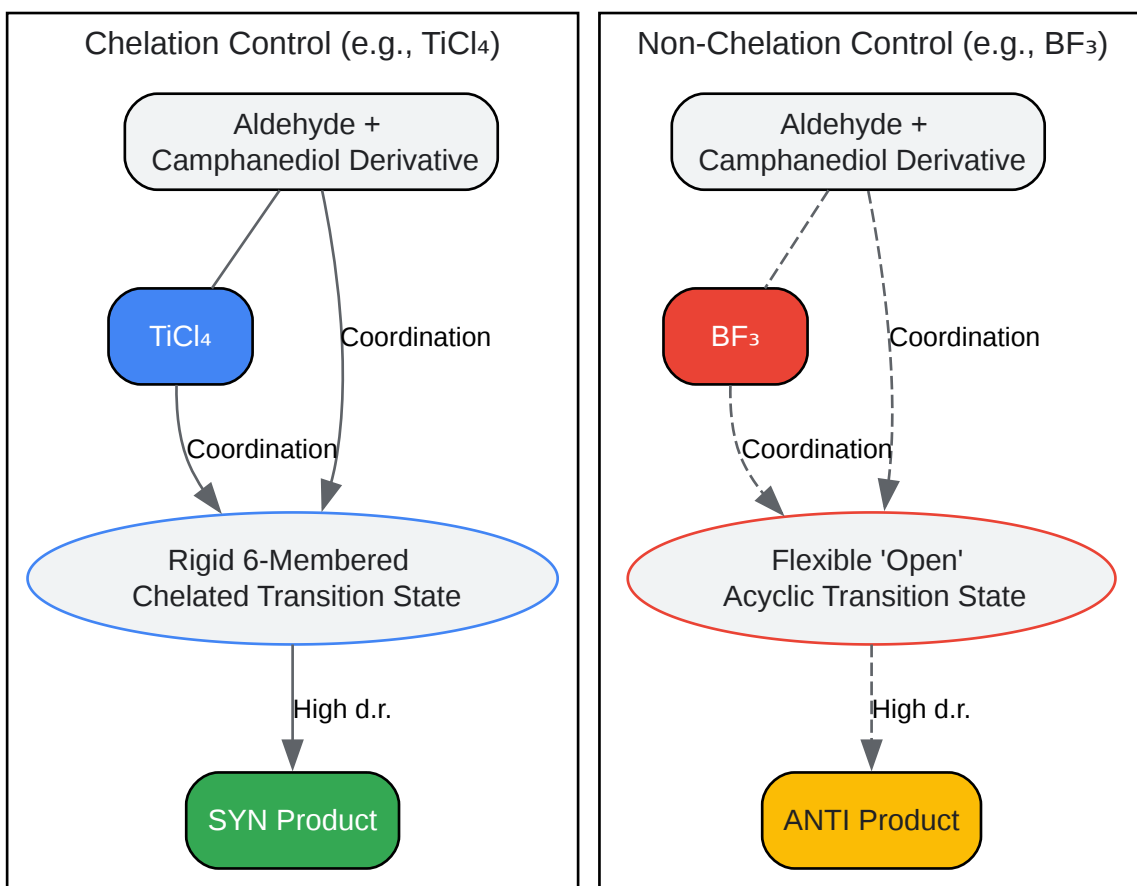 Chelation Control (e.g., TiCl₄)
Aldehyde +
Camphanediol Derivative
TiCl₄
Coordination
Coordination
Rigid 6-Membered
Chelated Transition State
High d.r.
SYN Product
Non-Chelation Control (e.g., BF₃)
Aldehyde +
Camphanediol Derivative
BF₃
Coordination
Coordination
Flexible 'Open'
Acyclic Transition State
High d.r.
ANTI Product